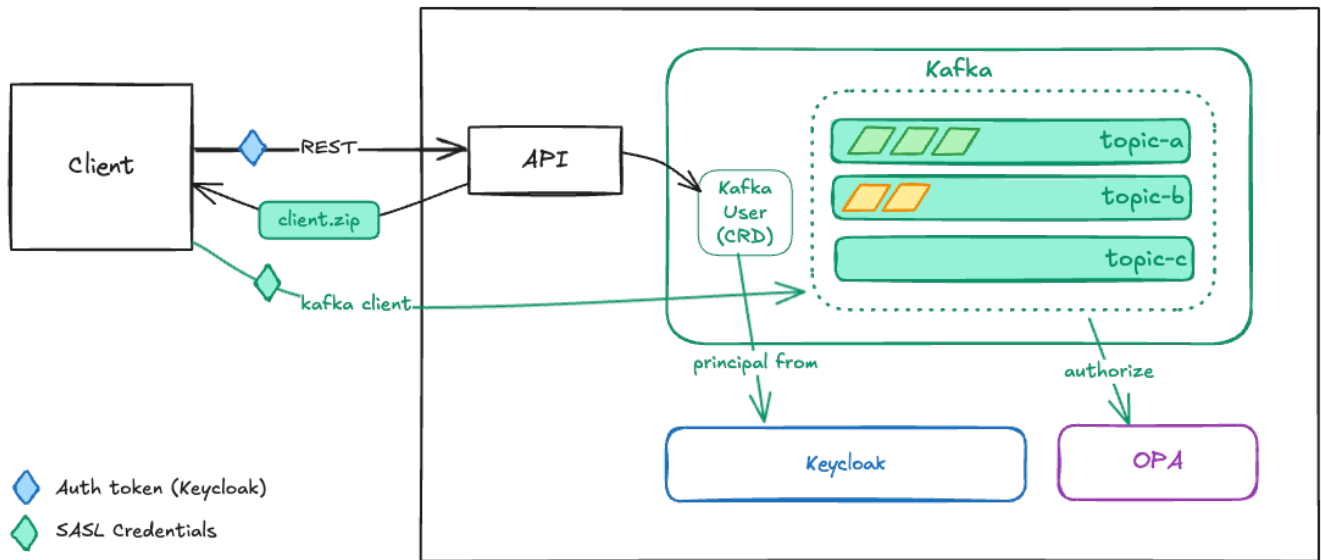 Kafka
Client
REST
API
topic-a
Kafka
User
(CRD)
topic-b
client.zip
topic-c
kafka client
principal from
authorize
Keycloak
OPA
Auth token (Keycloak)
SASL Credentials